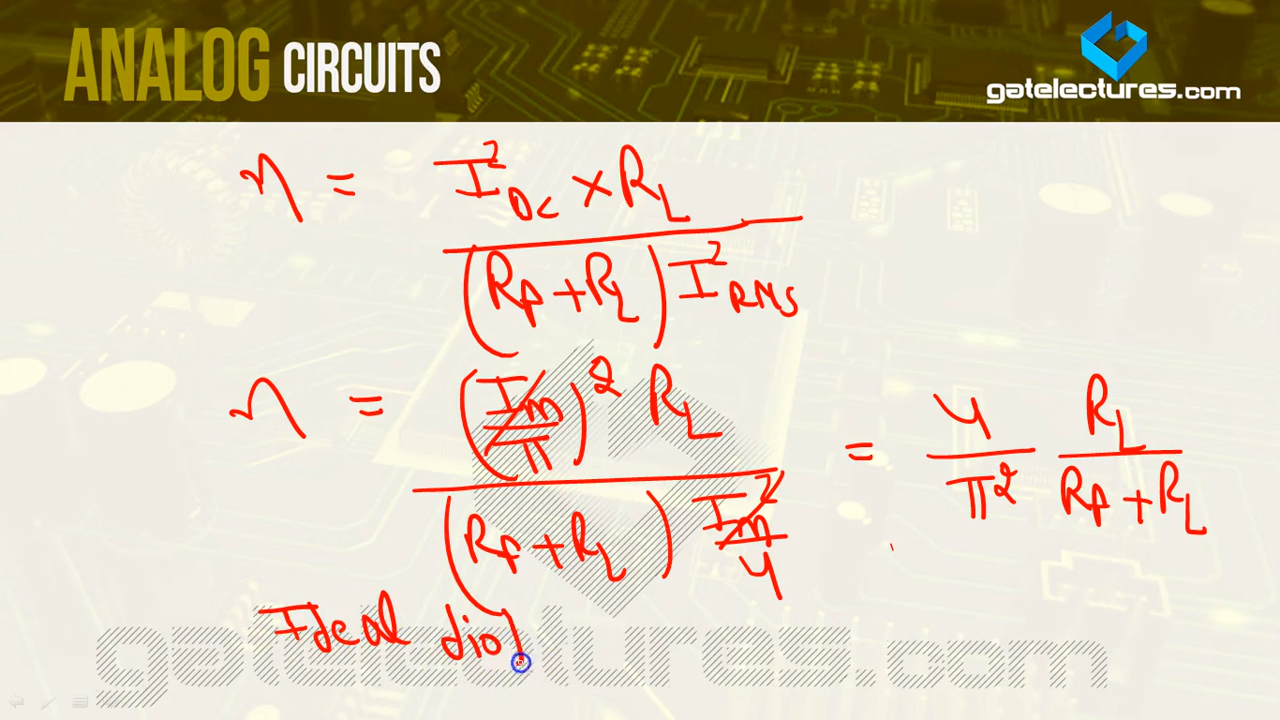 ANALOG CIRCUITS
gatelectures.com
η = I²DC × RL / (Rf + RL) I²RMS
η = (Im/π)² RL / (Rf + RL) Im²/4 = 4/π² RL/(Rf + RL)
Ideal dio
gatelectures.com